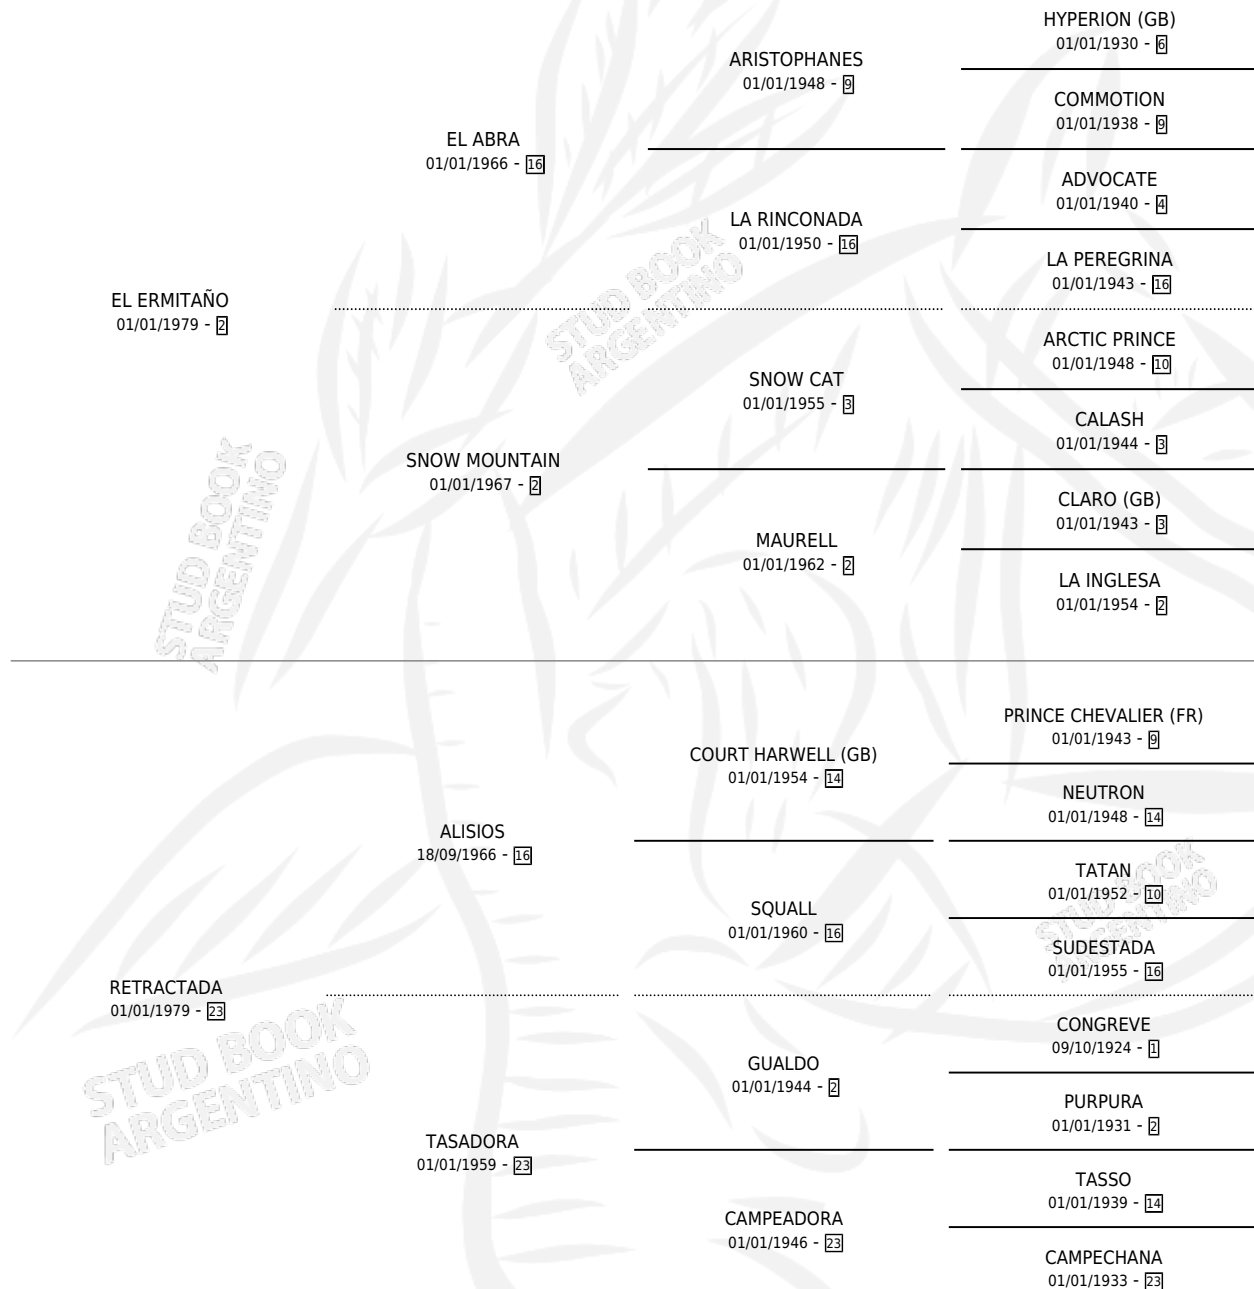 HYPERION (GB)
01/01/1930 - 6
ARISTOPHANES
01/01/1948 - 9
COMMOTION
01/01/1938 - 9
EL ABRA
01/01/1966 - 16
ADVOCATE
01/01/1940 - 4
LA RINCONADA
01/01/1950 - 16
LA PEREGRINA
01/01/1943 - 16
EL ERMITAÑO
01/01/1979 - 2
ARCTIC PRINCE
01/01/1948 - 10
SNOW CAT
01/01/1955 - 3
CALASH
01/01/1944 - 3
SNOW MOUNTAIN
01/01/1967 - 2
CLARO (GB)
01/01/1943 - 3
MAURELL
01/01/1962 - 2
LA INGLESA
01/01/1954 - 2
PRINCE CHEVALIER (FR)
01/01/1943 - 9
COURT HARWELL (GB)
01/01/1954 - 14
NEUTRON
01/01/1948 - 14
ALISIOS
18/09/1966 - 16
TATAN
01/01/1952 - 10
SQUALL
01/01/1960 - 16
SUDESTADA
01/01/1955 - 16
RETRACTADA
01/01/1979 - 23
CONGREVE
09/10/1924 - 1
GUALDO
01/01/1944 - 2
PURPURA
01/01/1931 - 2
TASADORA
01/01/1959 - 23
TASSO
01/01/1939 - 14
CAMPEADORA
01/01/1946 - 23
CAMPECHANA
01/01/1933 - 23
STUD BOOK
ARGENTINO
STUD BOOK
ARGENTINO
STUD BOOK
ARGENTINO
STUD BOOK
ARGENTINO